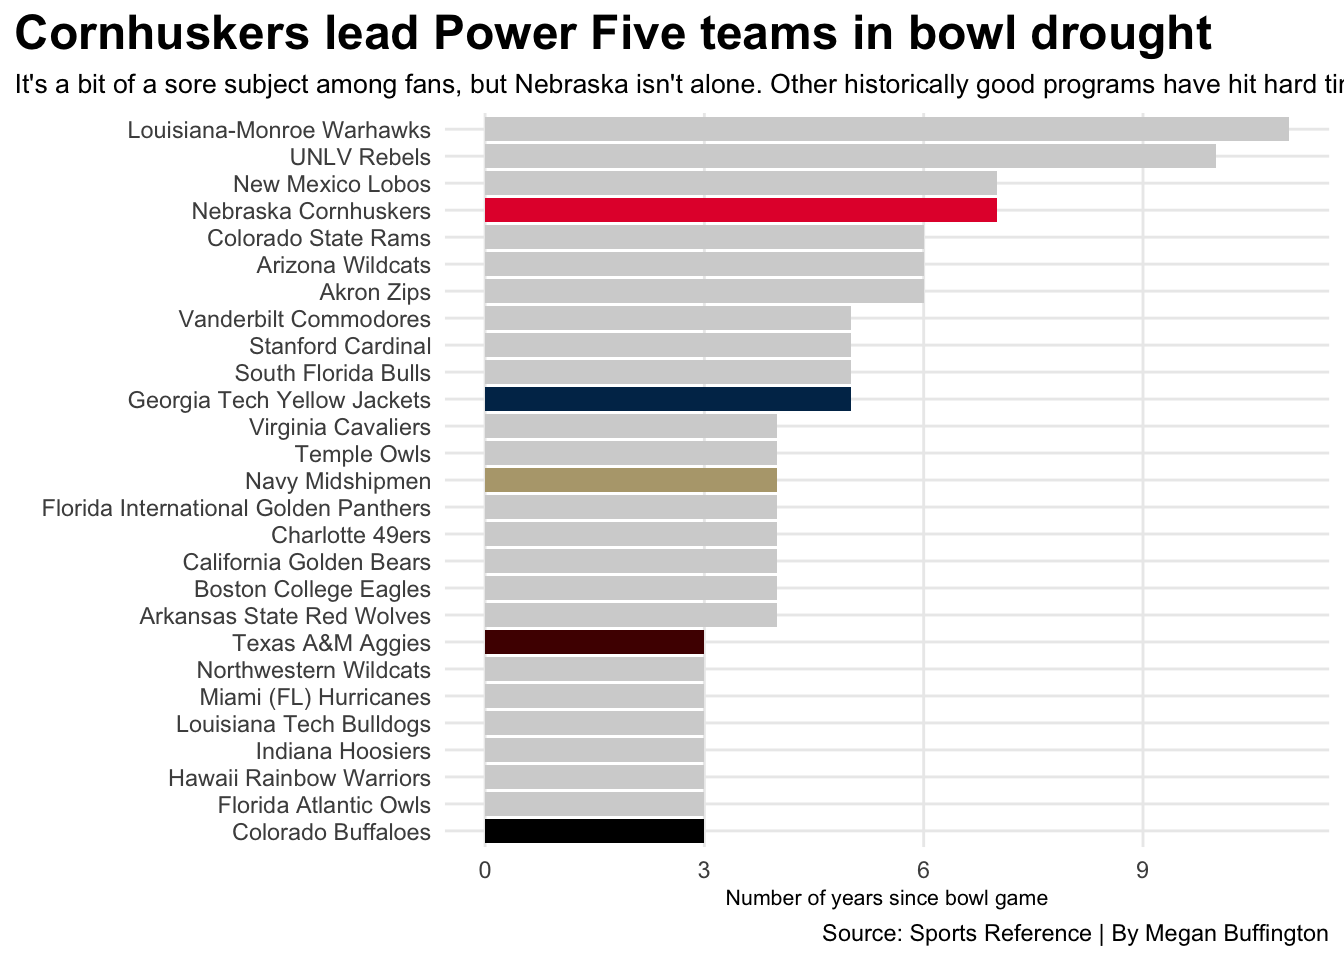 Cornhuskers lead Power Five teams in bowl drought
It's a bit of a sore subject among fans, but Nebraska isn't alone. Other historically good programs have hit hard
Louisiana-Monroe Warhawks
UNLV Rebels
New Mexico Lobos
Nebraska Cornhuskers
Colorado State Rams
Arizona Wildcats
Akron Zips
Vanderbilt Commodores
Stanford Cardinal
South Florida Bulls
Georgia Tech Yellow Jackets
Virginia Cavaliers
Temple Owls
Navy Midshipmen
Florida International Golden Panthers
Charlotte 49ers
California Golden Bears
Boston College Eagles
Arkansas State Red Wolves
Texas A&M Aggies
Northwestern Wildcats
Miami (FL) Hurricanes
Louisiana Tech Bulldogs
Indiana Hoosiers
Hawaii Rainbow Warriors
Florida Atlantic Owls
Colorado Buffaloes
0 3 6 9
Number of years since bowl game
Source: Sports Reference | By Megan Buffington